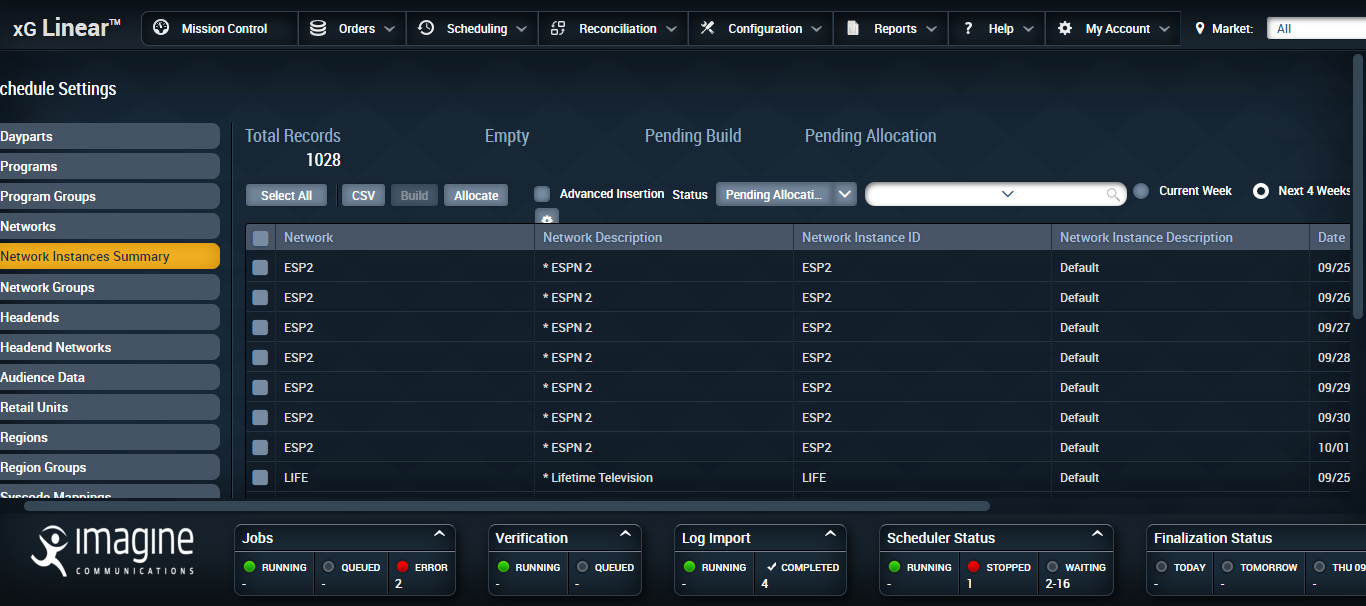 xG Linear™ Mission Control Orders Scheduling Reconciliation Configuration Reports ? Help My Account Market: All
chedule Settings
Dayparts
Programs
Program Groups
Networks
Network Instances Summary
Network Groups
Headends
Headend Networks
Audience Data
Retail Units
Regions
Region Groups
Syscode Mappings
Total Records Empty Pending Build Pending Allocation
1028
Select All CSV Build Allocate Advanced Insertion Status Pending Allocati... Current Week Next 4 Weeks
Network Network Description Network Instance ID Network Instance Description Date
ESP2 * ESPN 2 ESP2 Default 09/25
ESP2 * ESPN 2 ESP2 Default 09/26
ESP2 * ESPN 2 ESP2 Default 09/27
ESP2 * ESPN 2 ESP2 Default 09/28
ESP2 * ESPN 2 ESP2 Default 09/29
ESP2 * ESPN 2 ESP2 Default 09/30
ESP2 * ESPN 2 ESP2 Default 10/01
LIFE * Lifetime Television LIFE Default 09/25
imagine
COMMUNICATIONS
Jobs
RUNNING QUEUED ERROR
- - 2
Verification
RUNNING QUEUED
- -
Log Import
RUNNING COMPLETED
- 4
Scheduler Status
RUNNING STOPPED WAITING
- 1 2-16
Finalization Status
TODAY TOMORROW THU 09
- - -